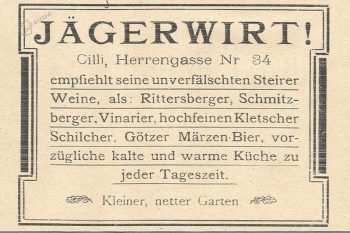 JÄGERWIRT!
Cilli, Herrengasse Nr 34
empfiehlt seine unverfälschten Steirer
Weine, als: Rittersberger, Schmitz-
berger, Vinarier, hochfeinen Kletscher
Schilcher, Götzer Märzen-Bier, vor-
zügliche kalte und warme Küche zu
jeder Tageszeit.
Kleiner, netter Garten.